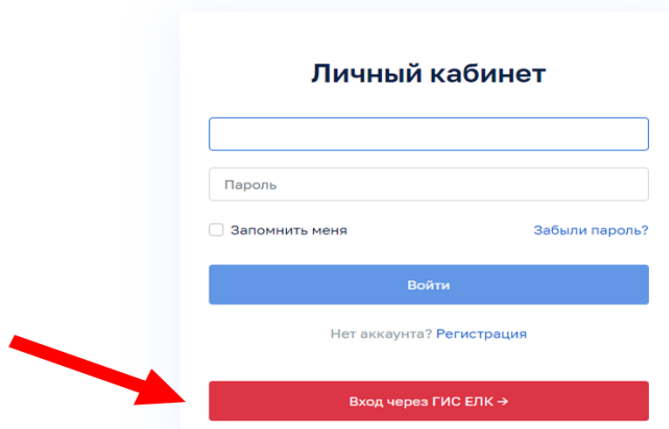 Личный кабинет
Пароль
Запомнить меня
Забыли пароль?
Войти
Нет аккаунта? Регистрация
Вход через ГИС ЕЛК →